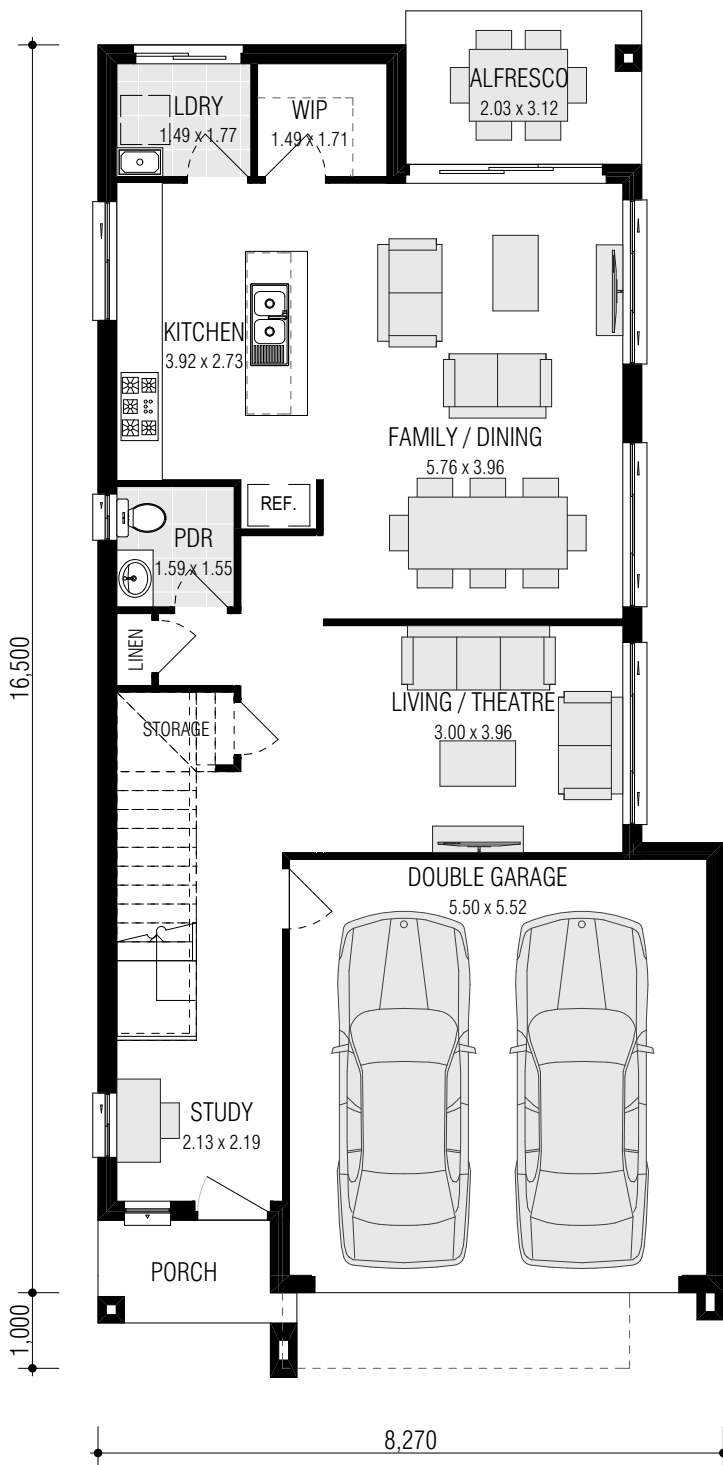 ALFRESCO
2.03 x 3.12
LDRY
1.49 x 1.77
WIP
1.49 x 1.71
KITCHEN
3.92 x 2.73
FAMILY / DINING
5.76 x 3.96
REF.
PDR
1.59 x 1.55
LINEN
16,500
STORAGE
LIVING / THEATRE
3.00 x 3.96
DOUBLE GARAGE
5.50 x 5.52
STUDY
2.13 x 2.19
PORCH
1,000
8,270